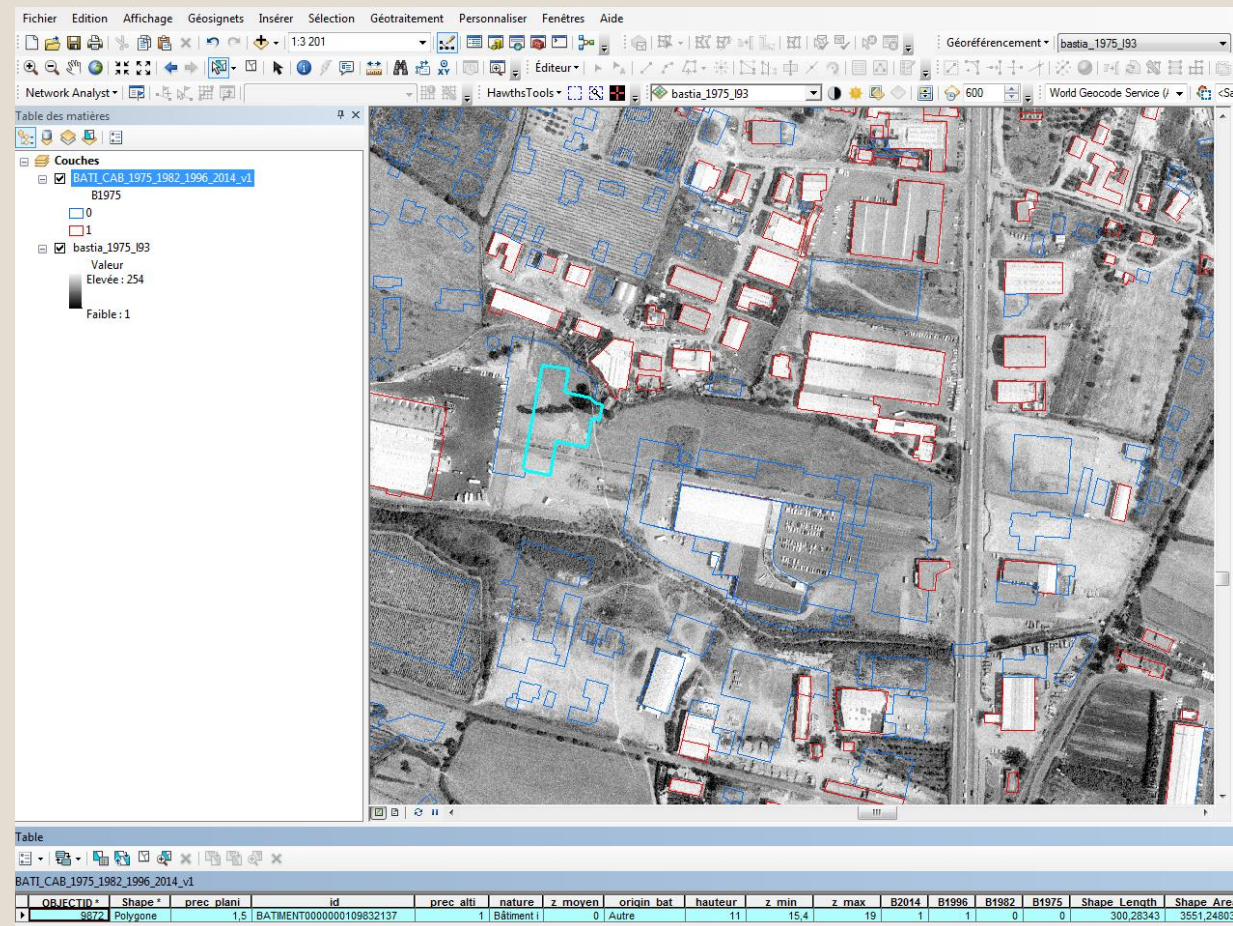 Fichier Edition Affichage Géosignets Insérer Sélection Géotraitement Personnaliser Fenêtres Aide
1:3 201 Géoréférencement bastia_1975_l93
Éditeur
Network Analyst HawthsTools bastia_1975_l93 600 World Geocode Service (
Table des matières
Couches
BATI_CAB_1975_1982_1996_2014_v1
B1975
0
1
bastia_1975_l93
Valeur
Elevée : 254
Faible : 1
Table
BATI_CAB_1975_1982_1996_2014_v1
OBJECTID * Shape * prec_plani id prec_alti nature z_moyen origin_bat hauteur z_min z_max B2014 B1996 B1982 B1975 Shape_Length Shape_Area
9872 Polygone 1,5 BATIMENT0000000109832137 1 Bâtiment i 0 Autre 11 15,4 19 1 1 0 0 300,28343 3551,24803